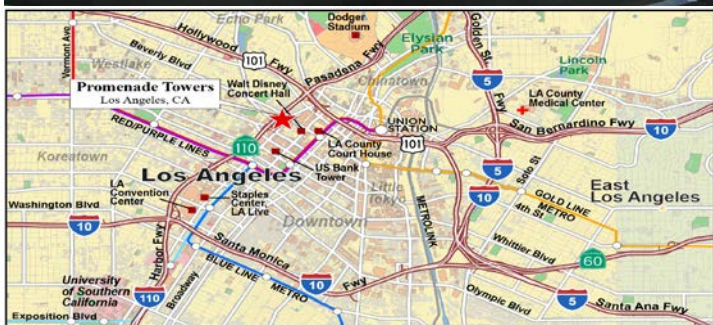 Echo Park
Dodger
Stadium
Vermont Ave
Hollywood
Fwy
Elysian
Park
Golden St
Fwy
Beverly Blvd
Westlake
101
Pasadena Fwy
Lincoln
Park
Walt Disney
Concert Hall
Chinatown
5
LA County
Medical Center
Promenade Towers
Los Angeles, CA
UNION
STATION
San Bernardino Fwy
10
RED/PURPLE LINES
110
LA County
Court House
101
5
Koreatown
US Bank
Tower
Soto St
Los Angeles
Little
Tokyo
East
Los Angeles
LA
Convention
Center
Staples
Center,
LA Live
10
GOLD LINE
METRO
4th St
Washington Blvd
10
Downtown
METROLINK
Whittier Blvd
60
Harbor Fwy
Santa Monica
Fwy
University
of Southern
California
Broadway
BLUE LINE
METRO
10
Olympic Blvd
5
Santa Ana Fwy
110
Exposition Blvd